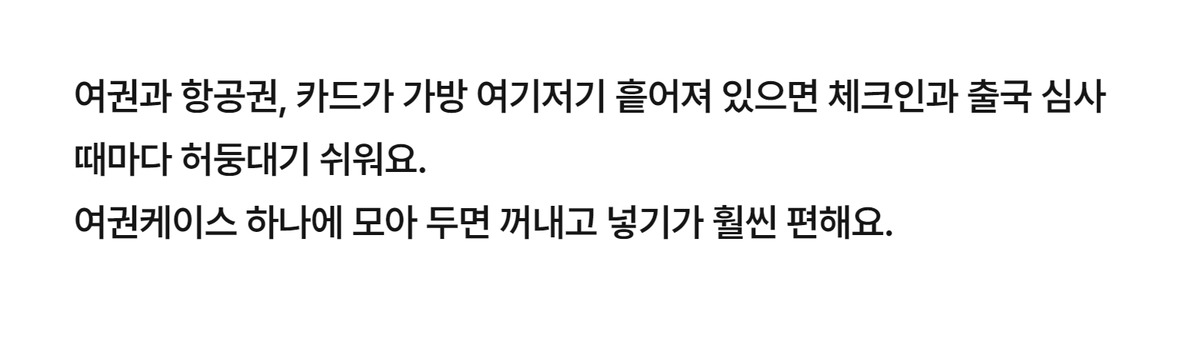 여권과 항공권, 카드가 가방 여기저기 흩어져 있으면 체크인과 출국 심사
때마다 허둥대기 쉬워요.
여권케이스 하나에 모아 두면 꺼내고 넣기가 훨씬 편해요.